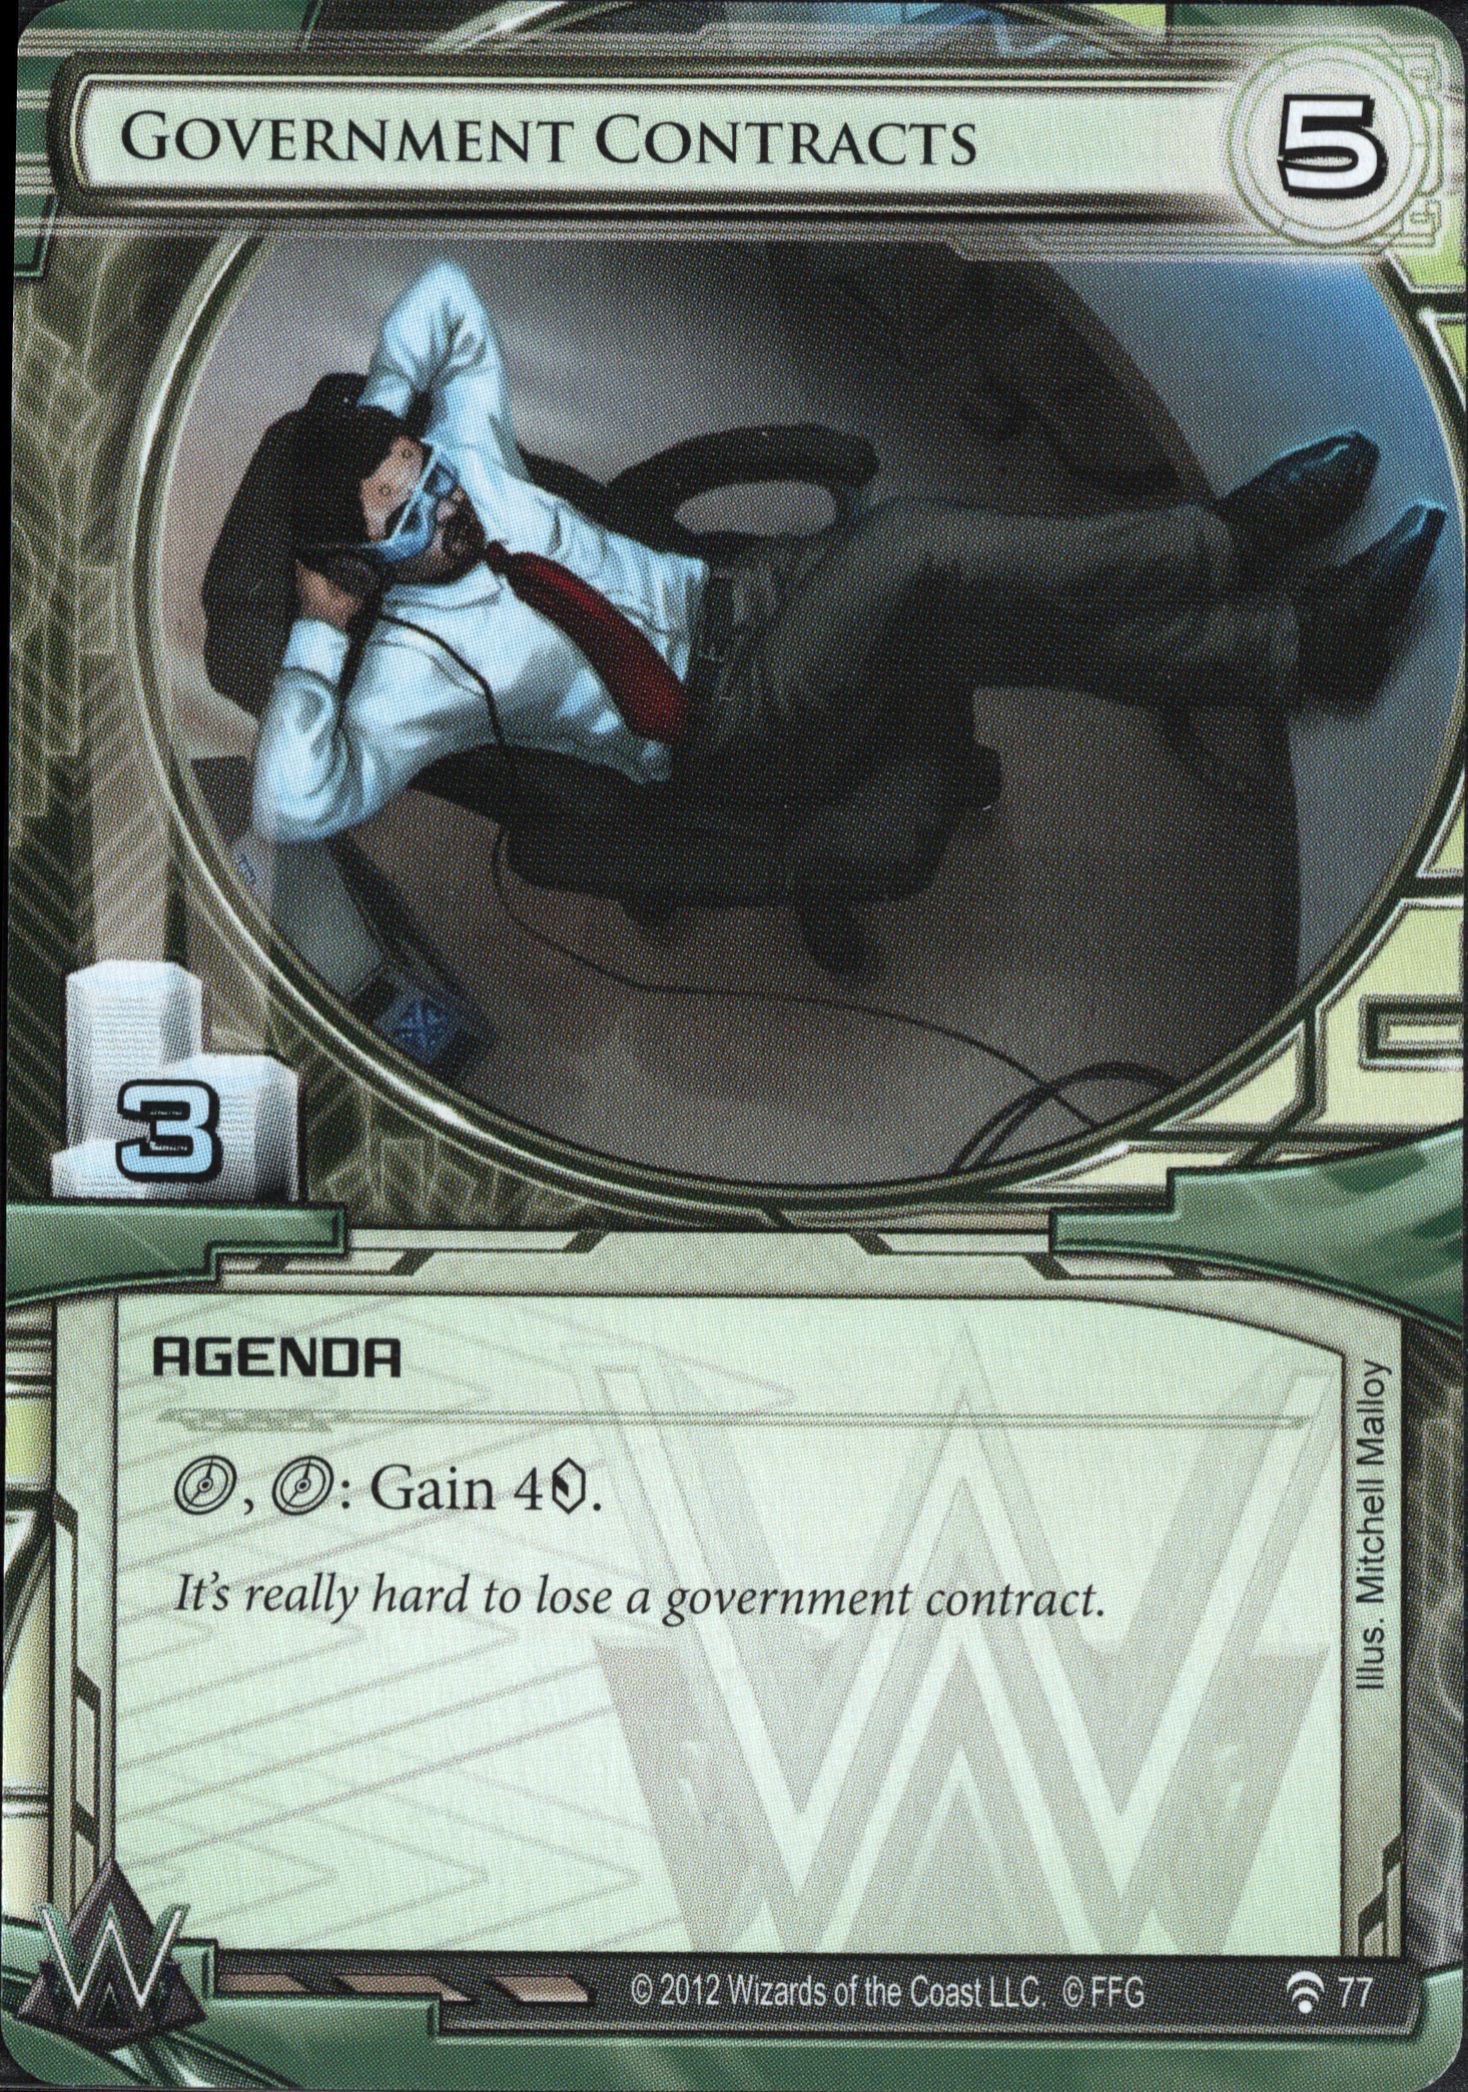 GOVERNMENT CONTRACTS
5
3
AGENDA
, : Gain 4.
It's really hard to lose a government contract.
Illus. Mitchell Malloy
W
© 2012 Wizards of the Coast LLC. © FFG
77